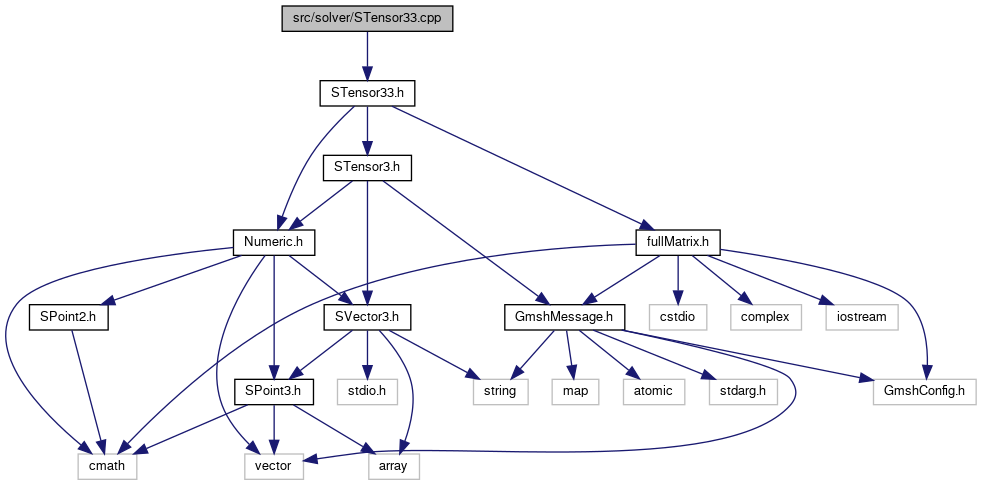 src/solver/STensor33.cpp
STensor33.h
STensor3.h
Numeric.h
fullMatrix.h
SPoint2.h
SVector3.h
GmshMessage.h
cstdio
complex
iostream
SPoint3.h
stdio.h
string
map
atomic
stdarg.h
GmshConfig.h
cmath
vector
array